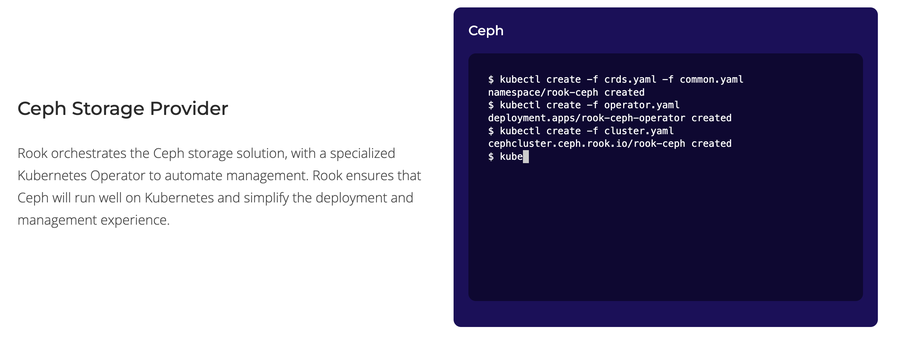 Ceph Storage Provider
Rook orchestrates the Ceph storage solution, with a specialized
Kubernetes Operator to automate management. Rook ensures that
Ceph will run well on Kubernetes and simplify the deployment and
management experience.
Ceph
$ kubectl create -f crds.yaml -f common.yaml
namespace/rook-ceph created
$ kubectl create -f operator.yaml
deployment.apps/rook-ceph-operator created
$ kubectl create -f cluster.yaml
cephcluster.ceph.rook.io/rook-ceph created
$ kube